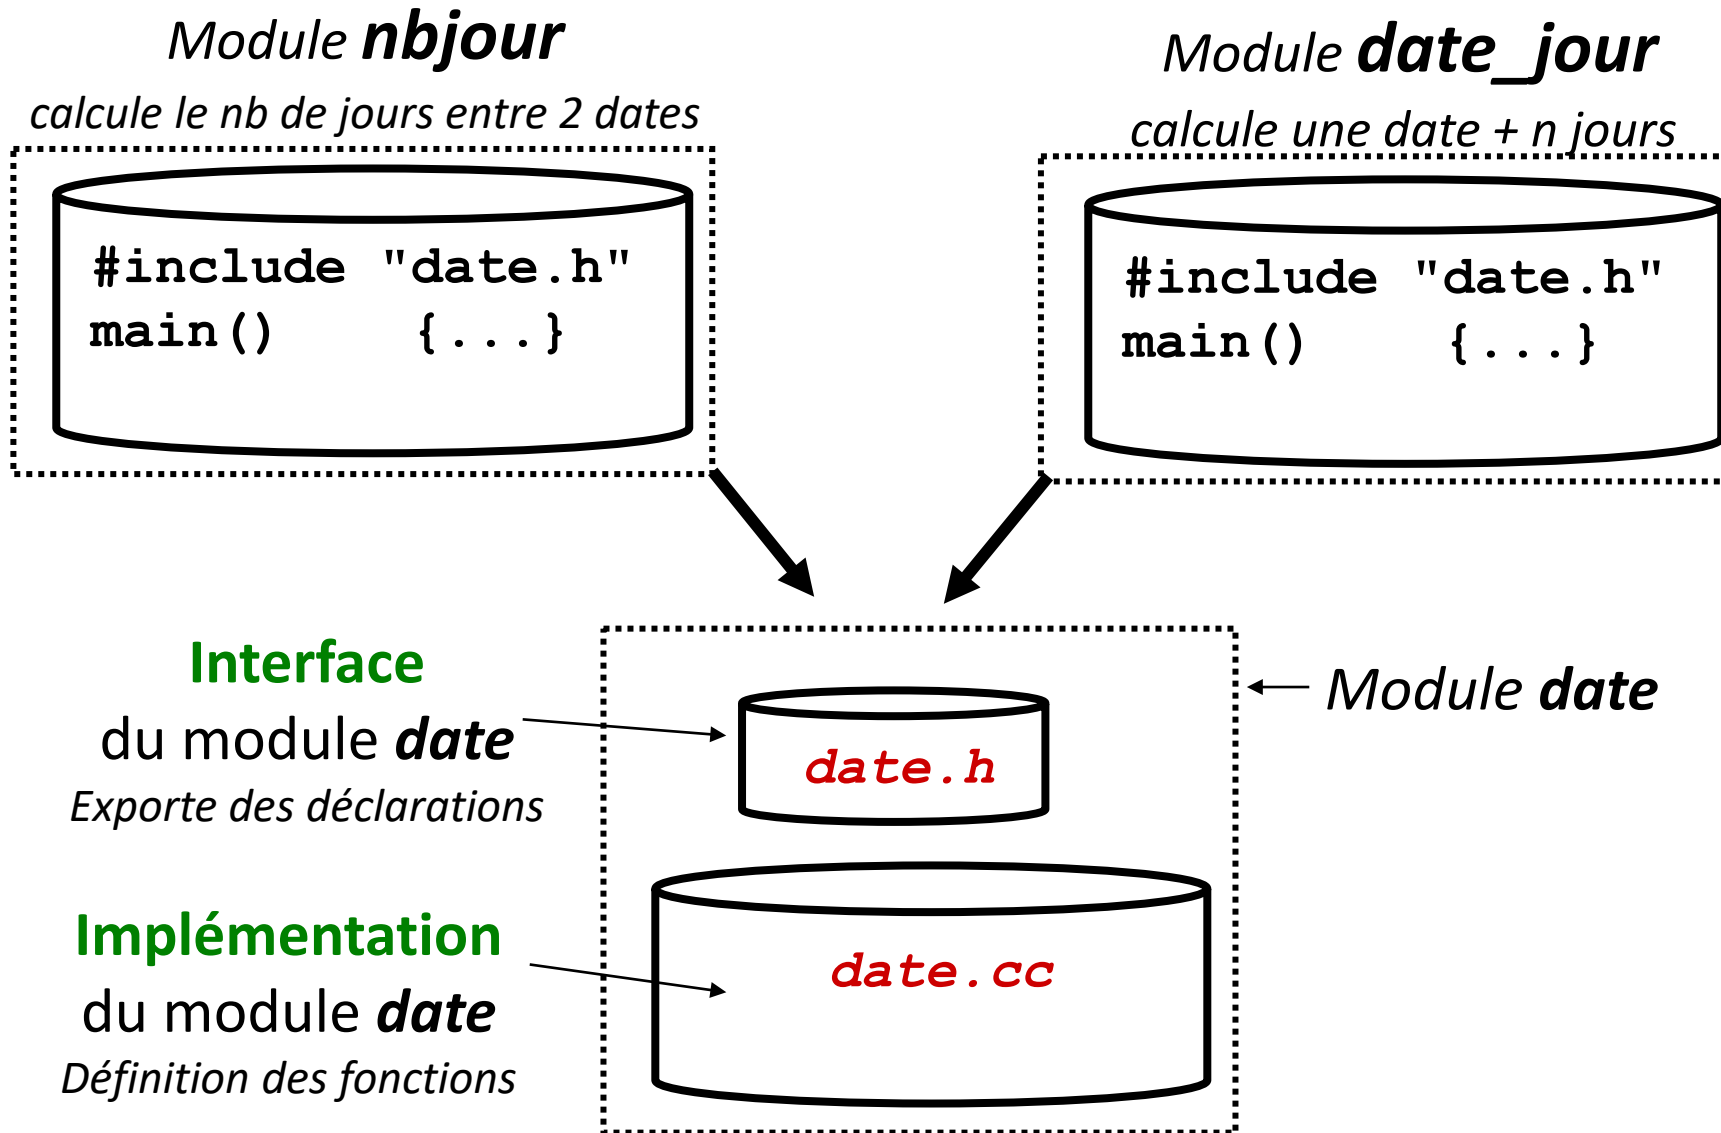 Module nbjour
calcule le nb de jours entre 2 dates
#include "date.h"
main() {...}
Module date_jour
calcule une date + n jours
#include "date.h"
main() {...}
Interface
du module date
Exporte des déclarations
date.h
Module date
Implémentation
du module date
Définition des fonctions
date.cc